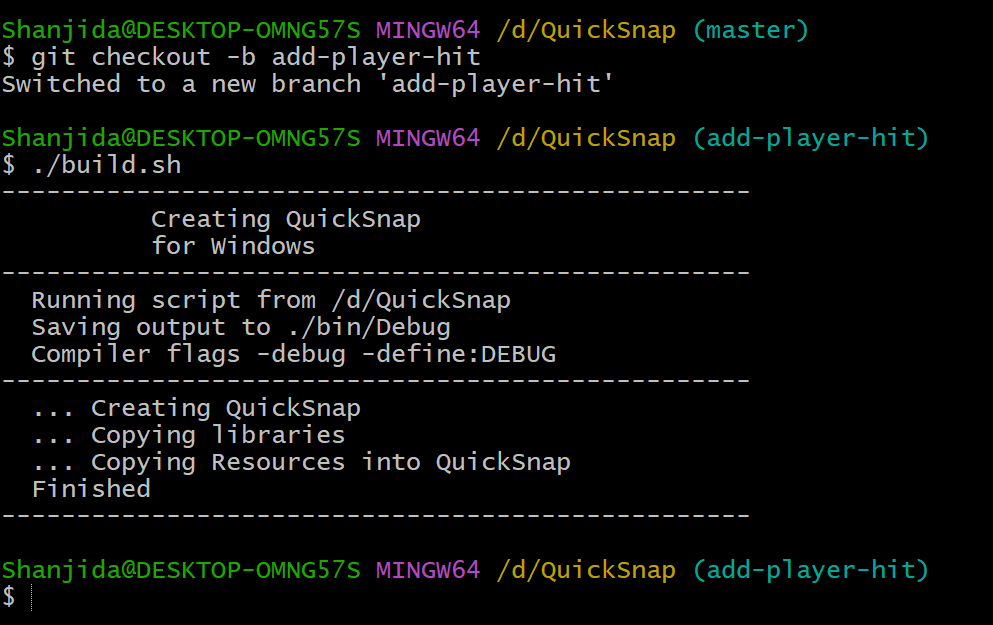 Shanjida@DESKTOP-OMNG57S MINGW64 /d/QuickSnap (master)
$ git checkout -b add-player-hit
Switched to a new branch 'add-player-hit'
Shanjida@DESKTOP-OMNG57S MINGW64 /d/QuickSnap (add-player-hit)
$ ./build.sh
--------------------------------------------------
          Creating QuickSnap
          for Windows
--------------------------------------------------
  Running script from /d/QuickSnap
  Saving output to ./bin/Debug
  Compiler flags -debug -define:DEBUG
--------------------------------------------------
  ... Creating QuickSnap
  ... Copying libraries
  ... Copying Resources into QuickSnap
  Finished
--------------------------------------------------
Shanjida@DESKTOP-OMNG57S MINGW64 /d/QuickSnap (add-player-hit)
$